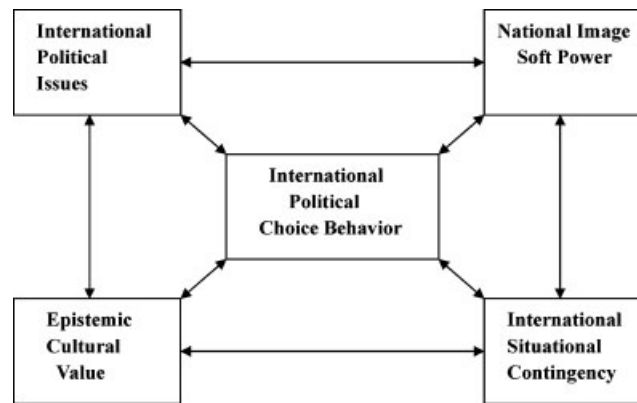 International
Political
Issues
National Image
Soft Power
International
Political
Choice Behavior
Epistemic
Cultural
Value
International
Situational
Contingency